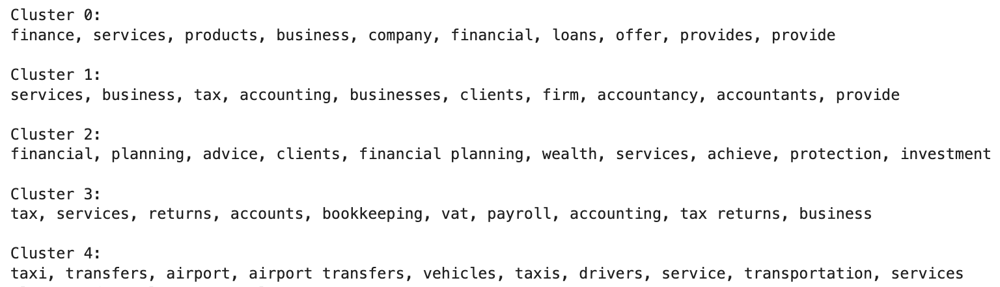 Cluster 0:
finance, services, products, business, company, financial, loans, offer, provides, provide
Cluster 1:
services, business, tax, accounting, businesses, clients, firm, accountancy, accountants, provide
Cluster 2:
financial, planning, advice, clients, financial planning, wealth, services, achieve, protection, investment
Cluster 3:
tax, services, returns, accounts, bookkeeping, vat, payroll, accounting, tax returns, business
Cluster 4:
taxi, transfers, airport, airport transfers, vehicles, taxis, drivers, service, transportation, services